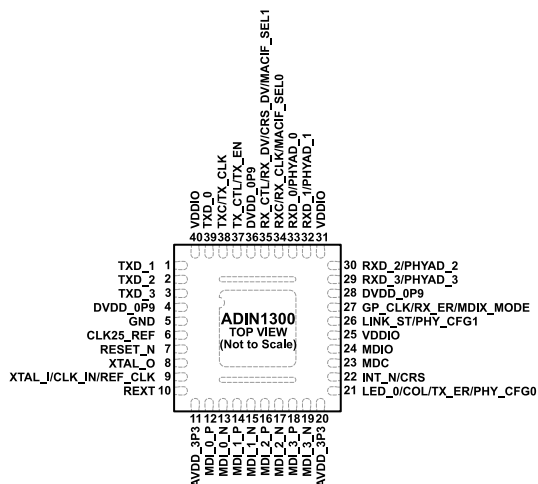 RX_CTL/RX_DV/CRS_DV/MACIF_SEL1
RXC/RX_CLK/MACIF_SEL0
RXD_0/PHYAD_0
RXD_1/PHYAD_1
VDDIO
TXD_0
TXC/TX_CLK
TX_CTL/TX_EN
DVDD_0P9
VDDIO
40 39 38 37 36 35 34 33 32 31
TXD_1 1
TXD_2 2
TXD_3 3
DVDD_0P9 4
GND 5
CLK25_REF 6
RESET_N 7
XTAL_O 8
XTAL_I/CLK_IN/REF_CLK 9
REXT 10
ADIN1300
TOP VIEW
(Not to Scale)
30 RXD_2/PHYAD_2
29 RXD_3/PHYAD_3
28 DVDD_0P9
27 GP_CLK/RX_ER/MDIX_MODE
26 LINK_ST/PHY_CFG1
25 VDDIO
24 MDIO
23 MDC
22 INT_N/CRS
21 LED_0/COL/TX_ER/PHY_CFG0
11 12 13 14 15 16 17 18 19 20
AVDD_3P3
MDI_0_P
MDI_0_N
MDI_1_P
MDI_1_N
MDI_2_P
MDI_2_N
MDI_3_P
MDI_3_N
AVDD_3P3